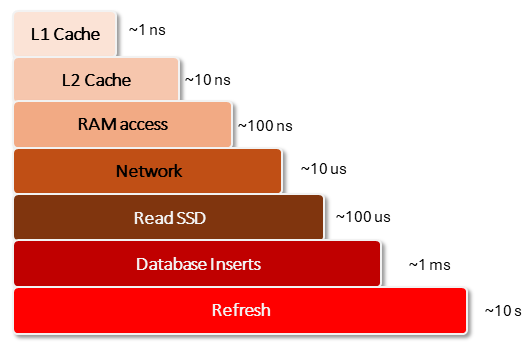 L1 Cache ~1 ns
L2 Cache ~10 ns
RAM access ~100 ns
Network ~10 us
Read SSD ~100 us
Database Inserts ~1 ms
Refresh ~10 s